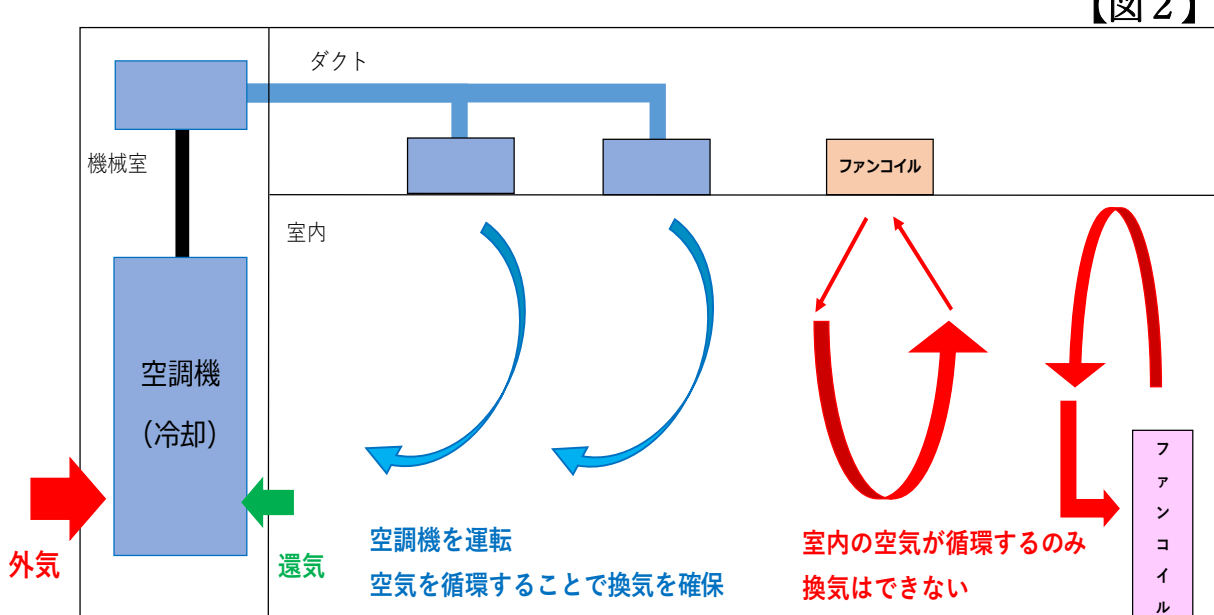 【図２】
ダクト
機械室
ファンコイル
室内
空調機
（冷却）
外気
還気
空調機を運転
空気を循環することで換気を確保
室内の空気が循環するのみ
換気はできない
ファンコイル